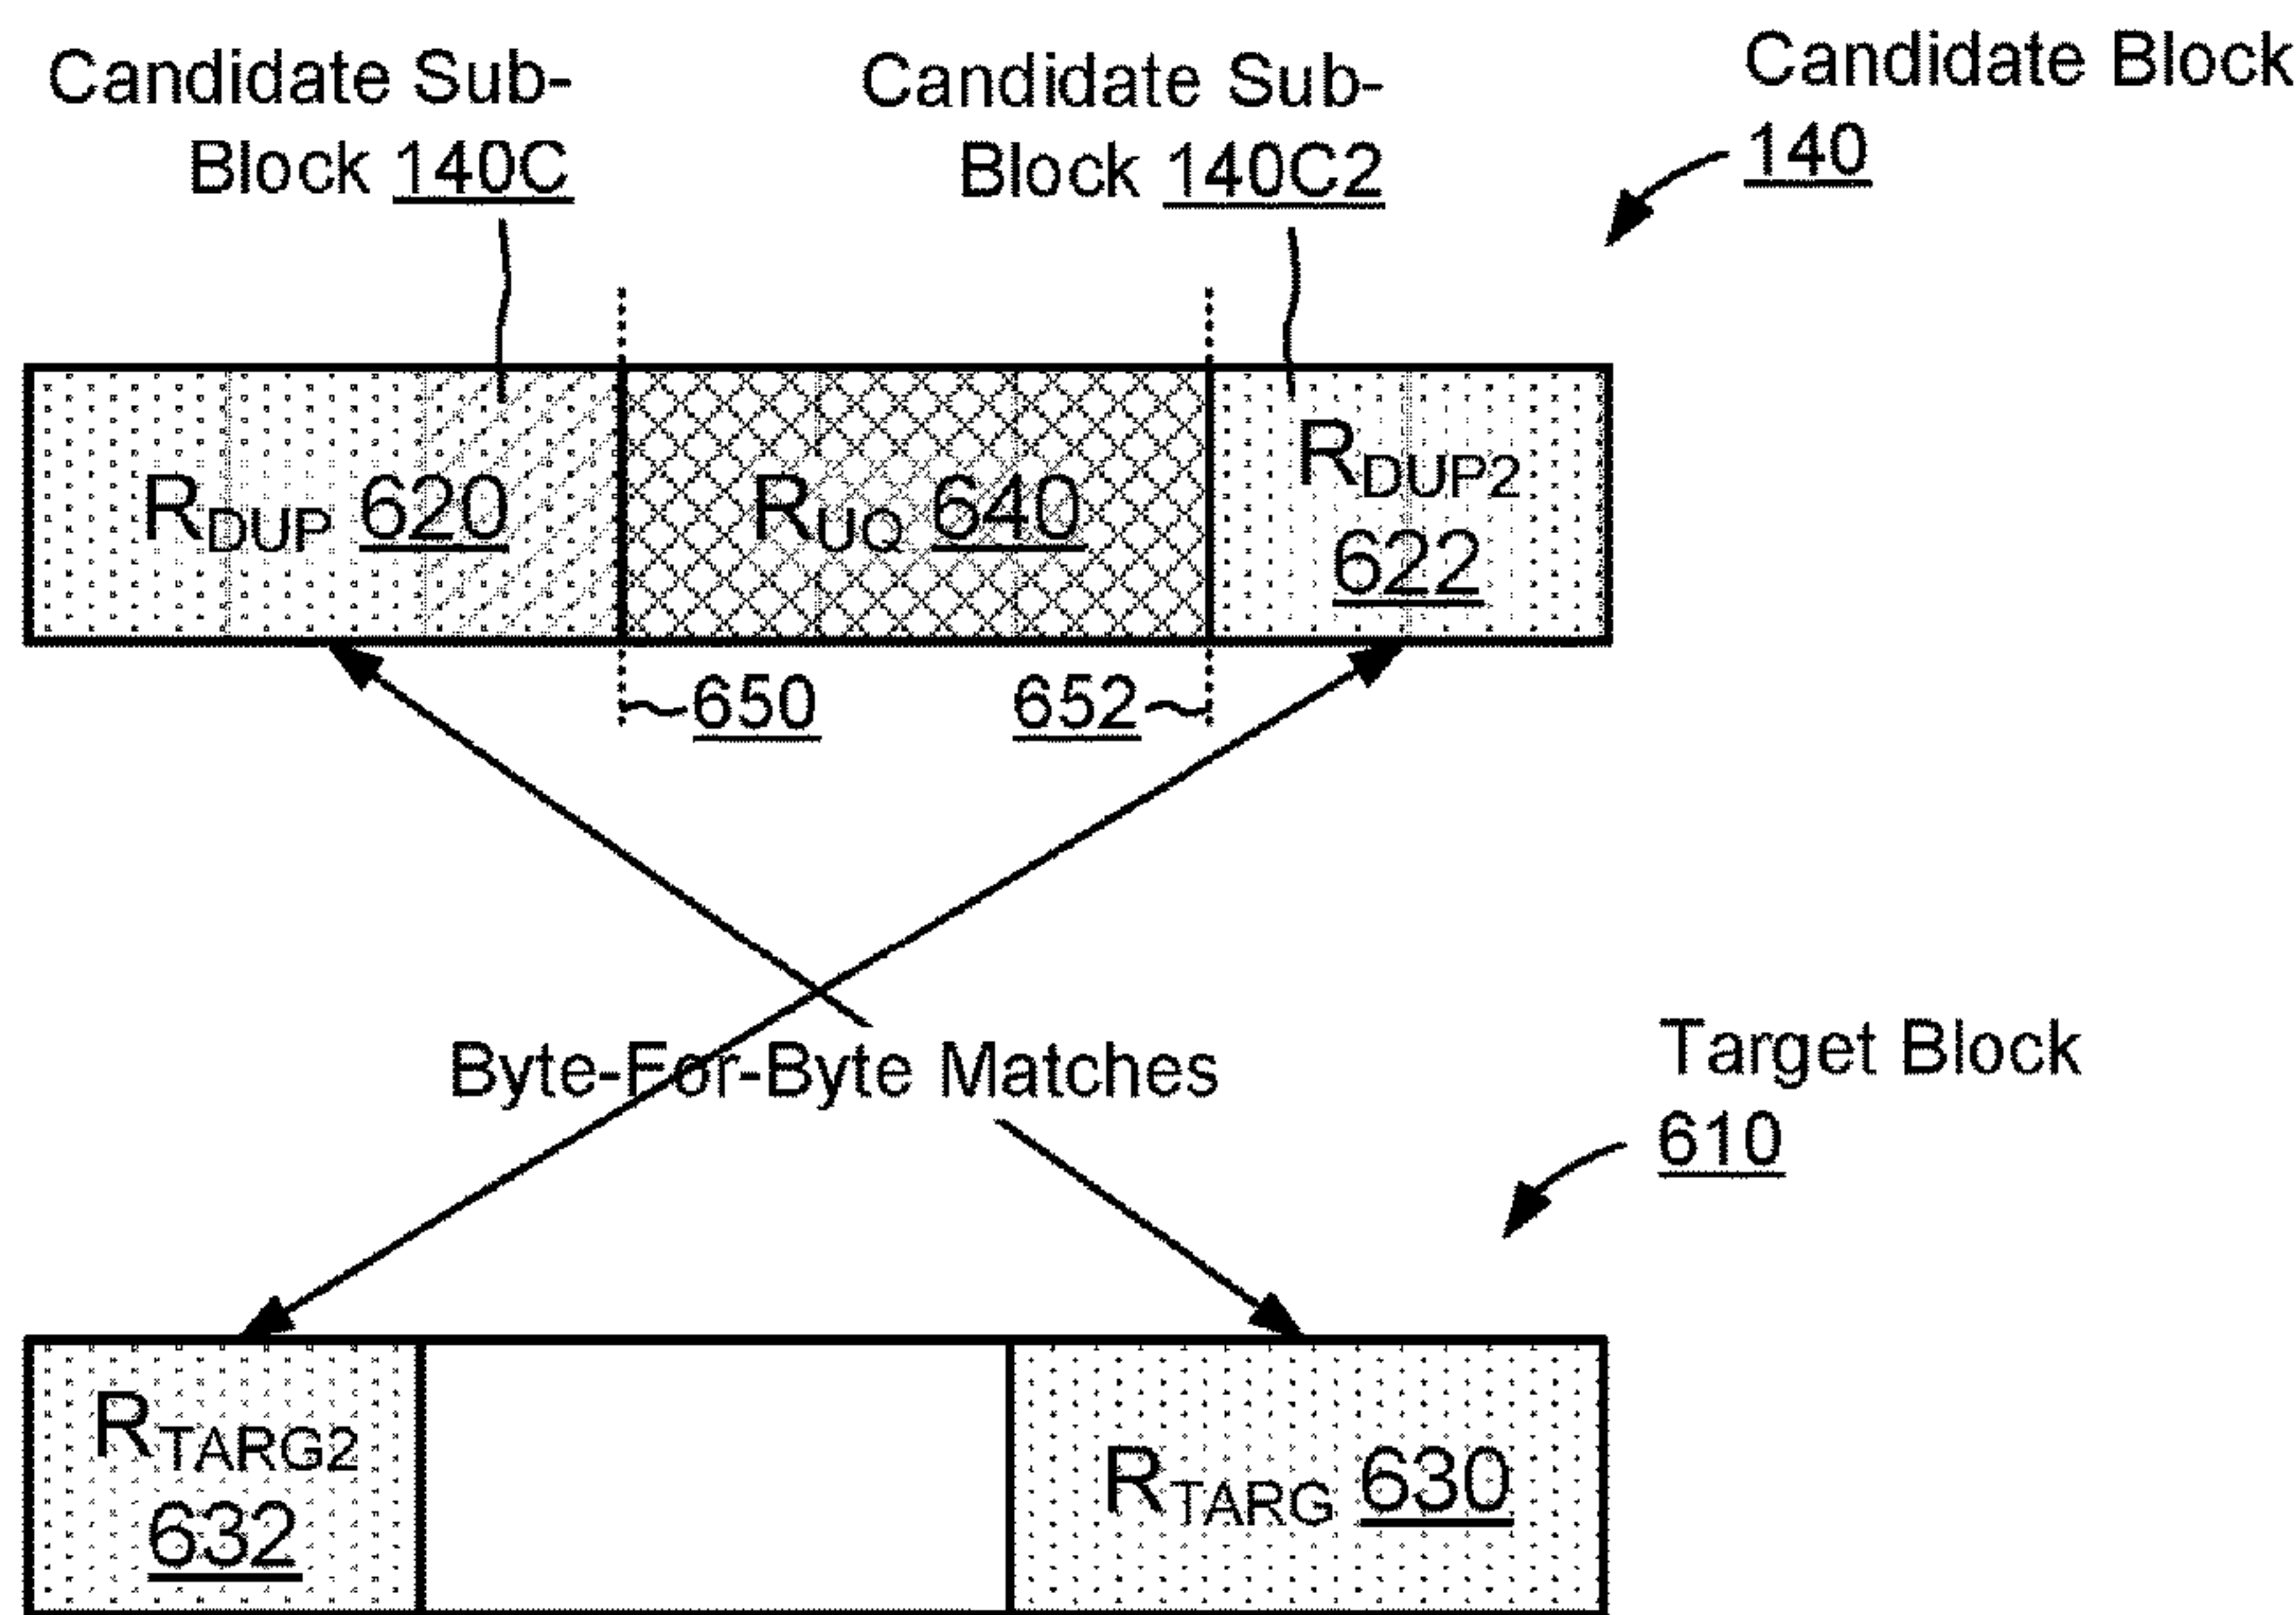 Candidate Sub-
Block 140C
Candidate Sub-
Block 140C2
Candidate Block
140
RDUP 620
RUQ 640
RDUP2
622
650
652
Byte-For-Byte Matches
Target Block
610
RTARG2
632
RTARG 630